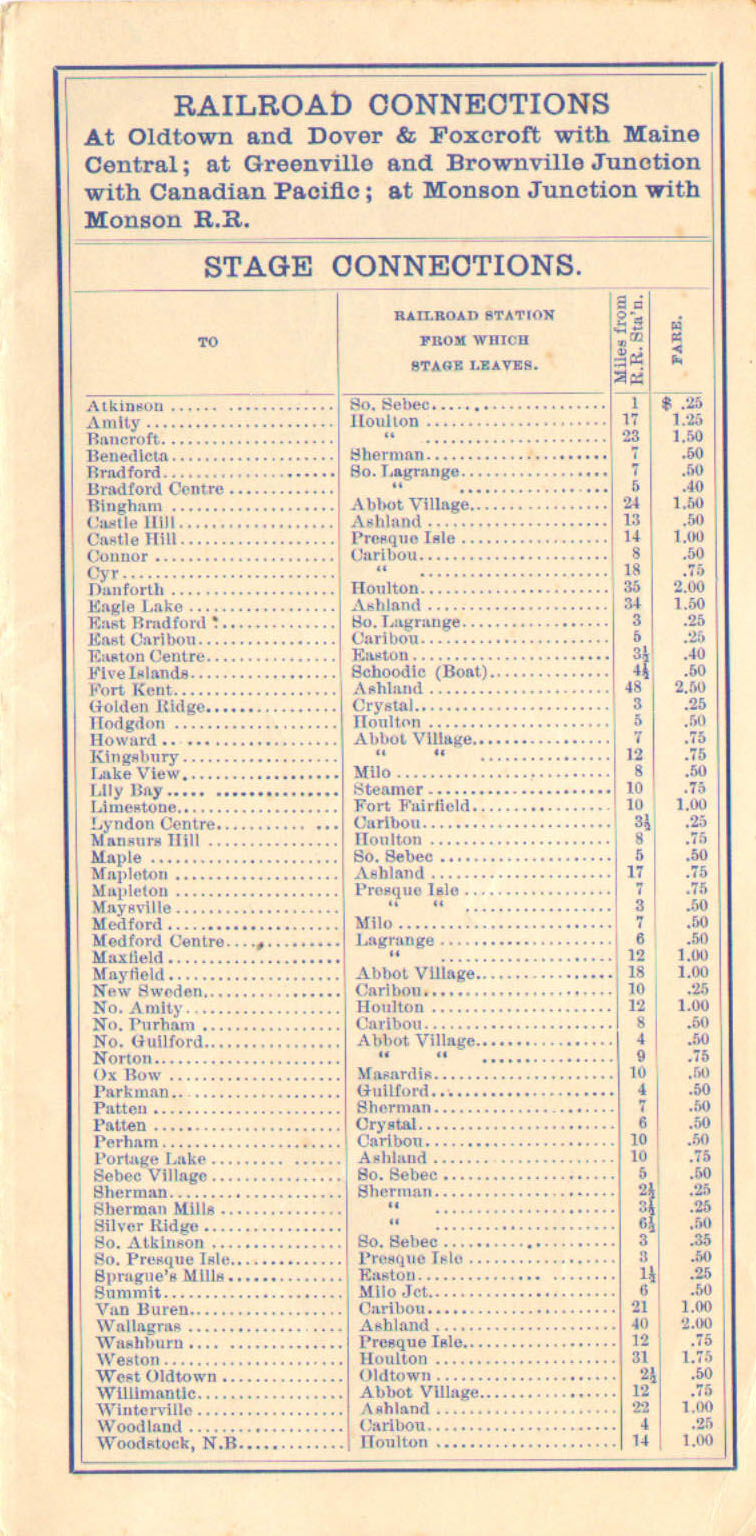 RAILROAD CONNECTIONS
At Oldtown and Dover & Foxcroft with Maine
Central; at Greenville and Brownville Junction
with Canadian Pacific; at Monson Junction with
Monson R.R.
STAGE CONNECTIONS.
TO RAILROAD STATION FROM WHICH STAGE LEAVES. Miles from R.R. Sta'n. FARE.
Atkinson So. Sebec 1 $ .25
Amity Houlton 17 1.25
Bancroft " 23 1.50
Benedicta Sherman 7 .50
Bradford So. Lagrange 7 .50
Bradford Centre " 5 .40
Bingham Abbot Village 24 1.50
Castle Hill Ashland 13 .50
Castle Hill Presque Isle 14 1.00
Connor Caribou 8 .50
Cyr " 18 .75
Danforth Houlton 35 2.00
Eagle Lake Ashland 34 1.50
East Bradford So. Lagrange 3 .25
East Caribou Caribou 5 .25
Easton Centre Easton 3½ .40
Five Islands Schoodic (Boat) 4½ .50
Fort Kent Ashland 48 2.50
Golden Ridge Crystal 3 .25
Hodgdon Houlton 5 .50
Howard Abbot Village 7 .75
Kingsbury " " 12 .75
Lake View Milo 8 .50
Lily Bay Steamer 10 .75
Limestone Fort Fairfield 10 1.00
Lyndon Centre Caribou 3½ .25
Mansurs Hill Houlton 8 .75
Maple So. Sebec 5 .50
Mapleton Ashland 17 .75
Mapleton Presque Isle 7 .75
Maysville " " 3 .50
Medford Milo 7 .50
Medford Centre Lagrange 6 .50
Maxfield " 12 1.00
Mayfield Abbot Village 18 1.00
New Sweden Caribou 10 .25
No. Amity Houlton 12 1.00
No. Purham Caribou 8 .50
No. Guilford Abbot Village 4 .50
Norton " " 9 .75
Ox Bow Masardis 10 .50
Parkman Guilford 4 .50
Patten Sherman 7 .50
Patten Crystal 6 .50
Perham Caribou 10 .50
Portage Lake Ashland 10 .75
Sebec Village So. Sebec 5 .50
Sherman Sherman 2½ .25
Sherman Mills " 3½ .25
Silver Ridge " 6½ .50
So. Atkinson So. Sebec 3 .35
So. Presque Isle Presque Isle 3 .50
Sprague's Mills Easton 1½ .25
Summit Milo Jct. 6 .50
Van Buren Caribou 21 1.00
Wallagras Ashland 40 2.00
Washburn Presque Isle 12 .75
Weston Houlton 31 1.75
West Oldtown Oldtown 2½ .50
Willimantic Abbot Village 12 .75
Winterville Ashland 22 1.00
Woodland Caribou 4 .25
Woodstock, N.B. Houlton 14 1.00